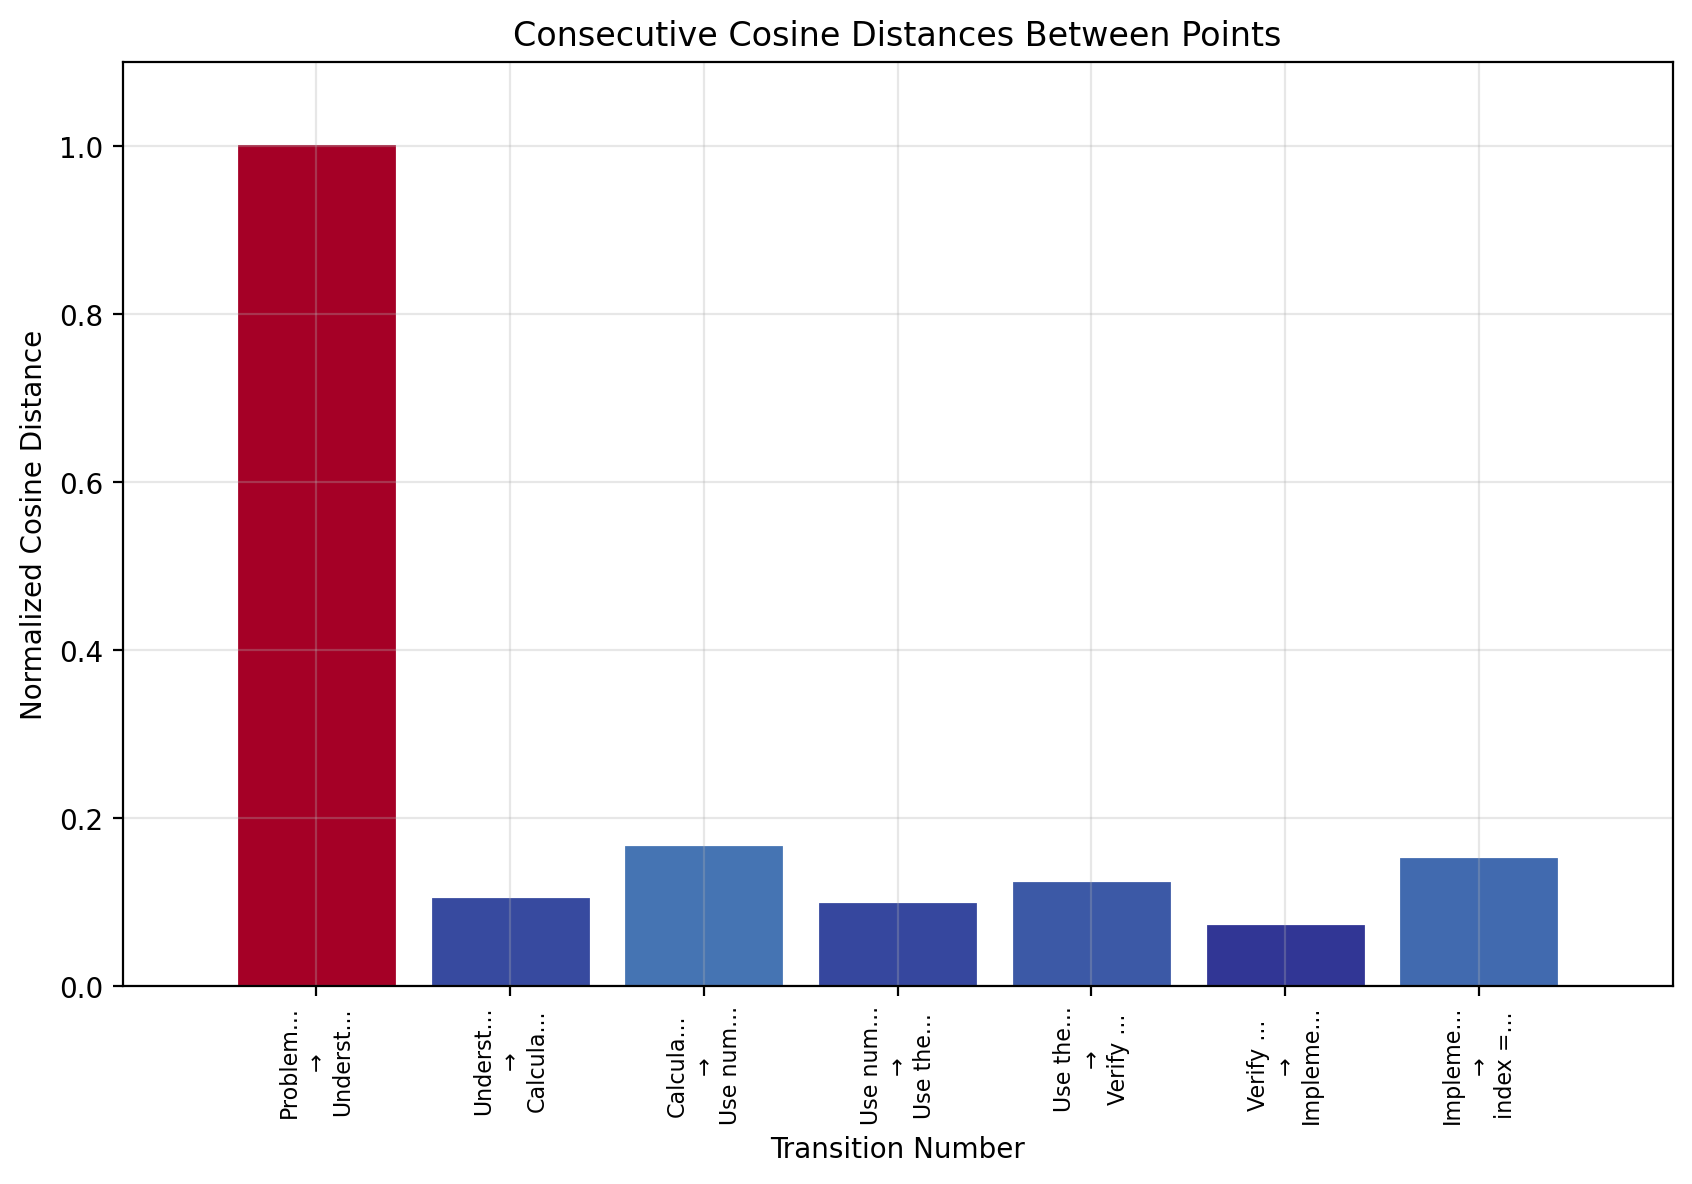 Consecutive Cosine Distances Between Points
Normalized Cosine Distance
1.0
0.8
0.6
0.4
0.2
0.0
Problem...
→
Underst...
Underst...
→
Calcula...
Calcula...
→
Use num...
Use num...
→
Use the...
Use the...
→
Verify ...
Verify ...
→
Impleme...
Impleme...
→
index =...
Transition Number